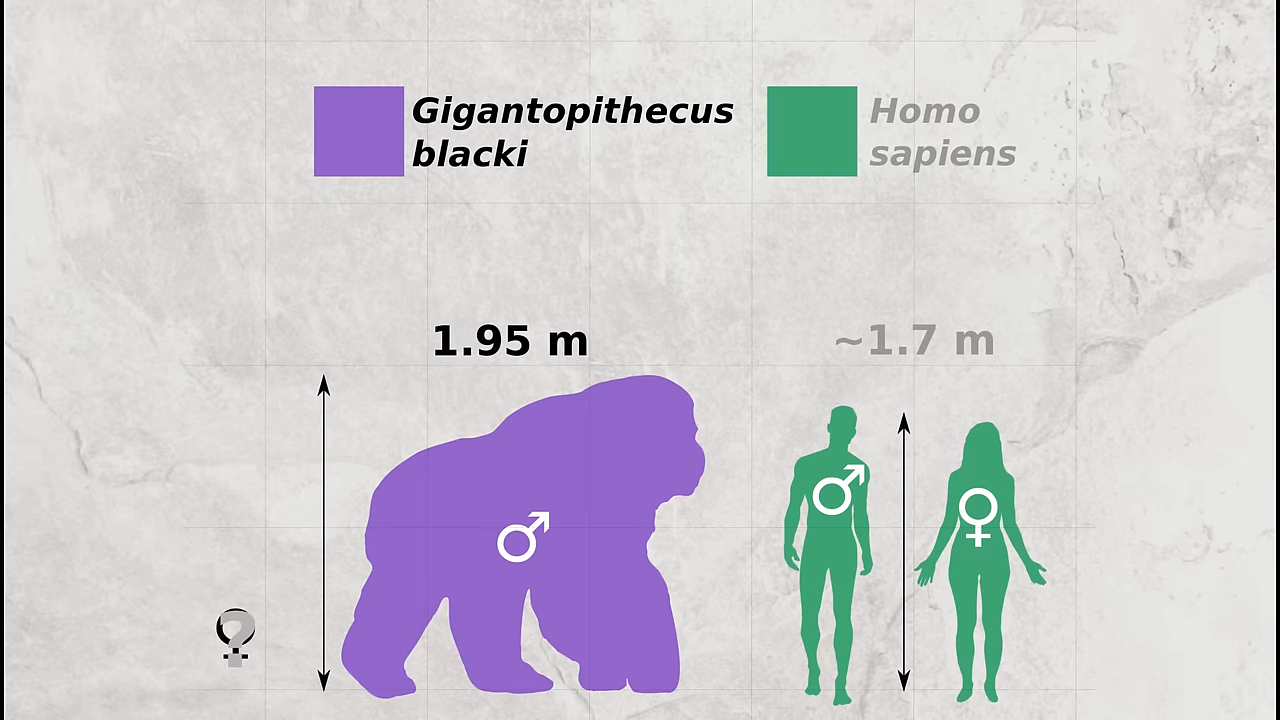 Gigantopithecus
blacki
Homo
sapiens
1.95 m
~1.7 m
♂
♂
♀
?